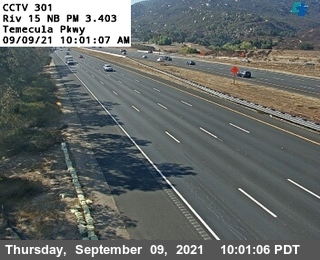 CCTV 301
Riv 15 NB PM 3.403
Temecula Pkwy
09/09/21 10:01:07 AM
Thursday, September 09, 2021 10:01:06 PDT